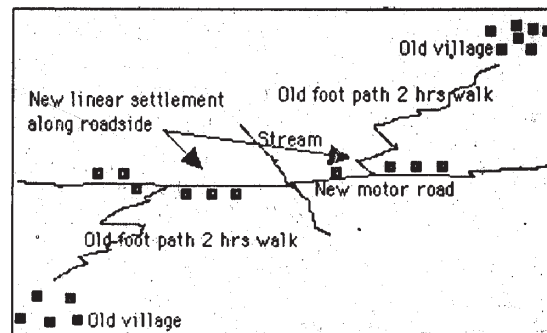 Old village
Old foot path 2 hrs walk
New linear settlement
along roadside
Stream
New motor road
Old foot path 2 hrs walk
Old village